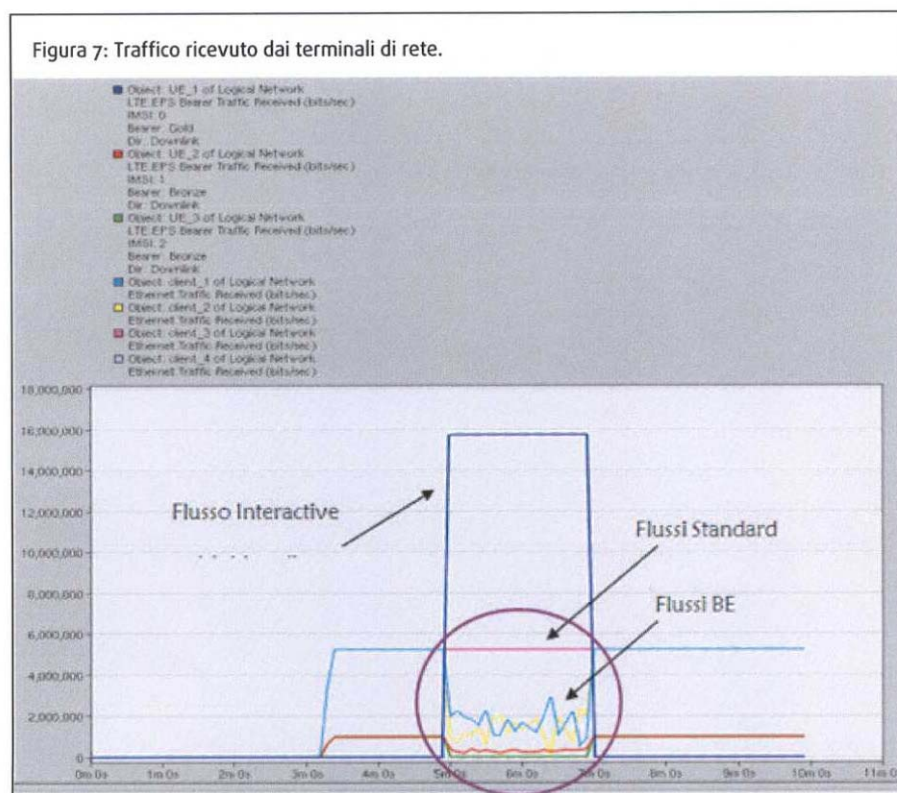 Figura 7: Traffico ricevuto dai terminali di rete.
Object: UE_1 of Logical Network
LTE.EPS Bearer Traffic Received (bits/sec)
IMSI: 0
Bearer: Gold
Dir: Downlink
Object: UE_2 of Logical Network
LTE.EPS Bearer Traffic Received (bits/sec)
IMSI: 1
Bearer: Bronze
Dir: Downlink
Object: UE_3 of Logical Network
LTE.EPS Bearer Traffic Received (bits/sec)
IMSI: 2
Bearer: Bronze
Dir: Downlink
Object: client_1 of Logical Network
Ethernet.Traffic Received (bits/sec)
Object: client_2 of Logical Network
Ethernet.Traffic Received (bits/sec)
Object: client_3 of Logical Network
Ethernet.Traffic Received (bits/sec)
Object: client_4 of Logical Network
Ethernet.Traffic Received (bits/sec)
18,000,000
16,000,000
14,000,000
12,000,000
10,000,000
8,000,000
6,000,000
4,000,000
2,000,000
0
Flusso Interactive
Flussi Standard
Flussi BE
0m 0s 1m 0s 2m 0s 3m 0s 4m 0s 5m 0s 6m 0s 7m 0s 8m 0s 9m 0s 10m 0s 11m 0